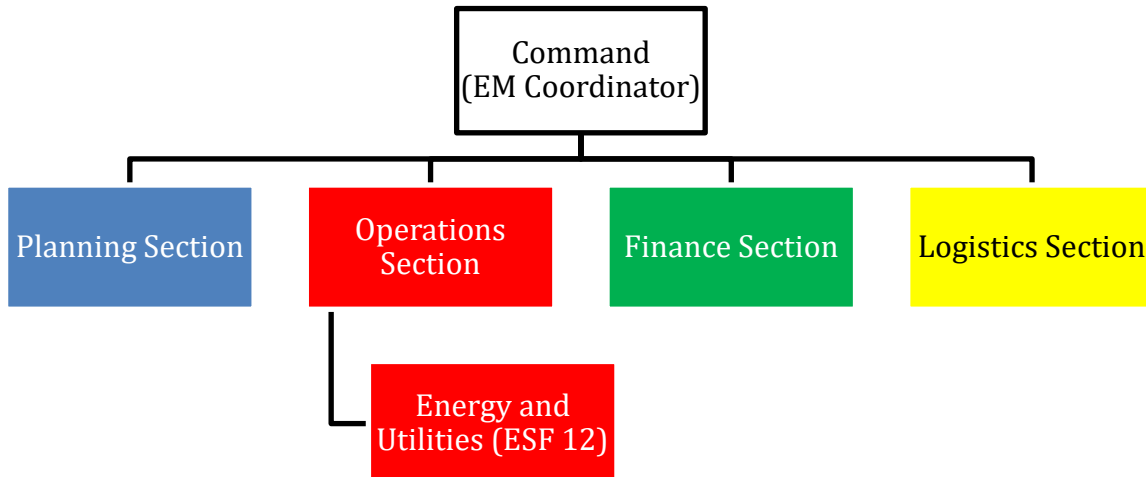 Command
(EM Coordinator)
Planning Section
Operations
Section
Finance Section
Logistics Section
Energy and
Utilities (ESF 12)